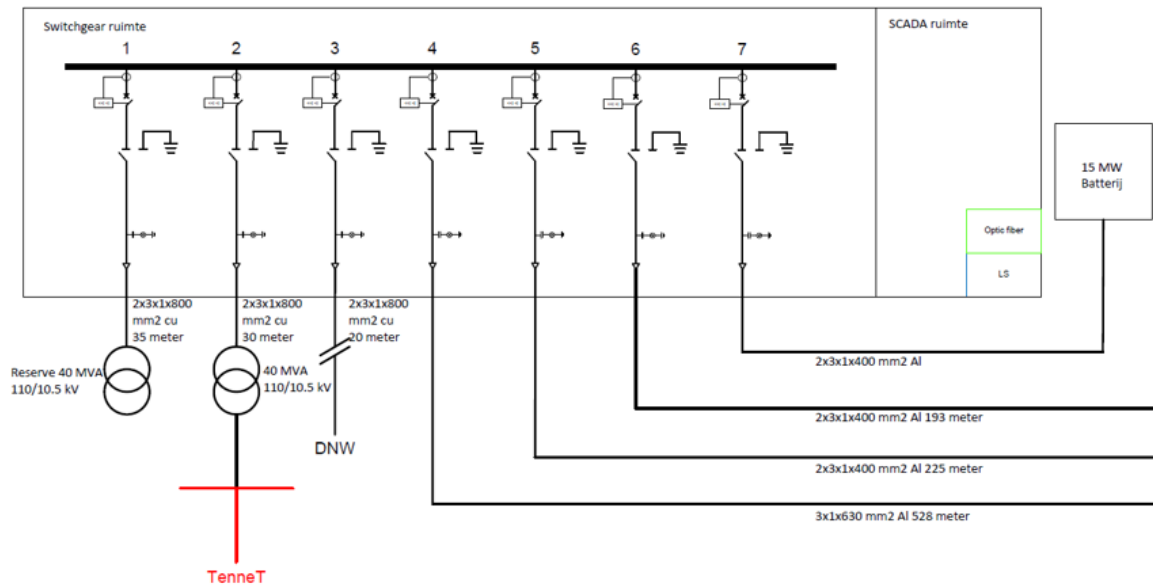 Switchgear ruimte
SCADA ruimte
1 2 3 4 5 6 7
15 MW
Batterij
Optic fiber
LS
2x3x1x800
mm2 cu
35 meter
2x3x1x800
mm2 cu
30 meter
2x3x1x800
mm2 cu
20 meter
Reserve 40 MVA
110/10.5 kV
40 MVA
110/10.5 kV
DNW
2x3x1x400 mm2 Al
2x3x1x400 mm2 Al 193 meter
2x3x1x400 mm2 Al 225 meter
3x1x630 mm2 Al 528 meter
TenneT